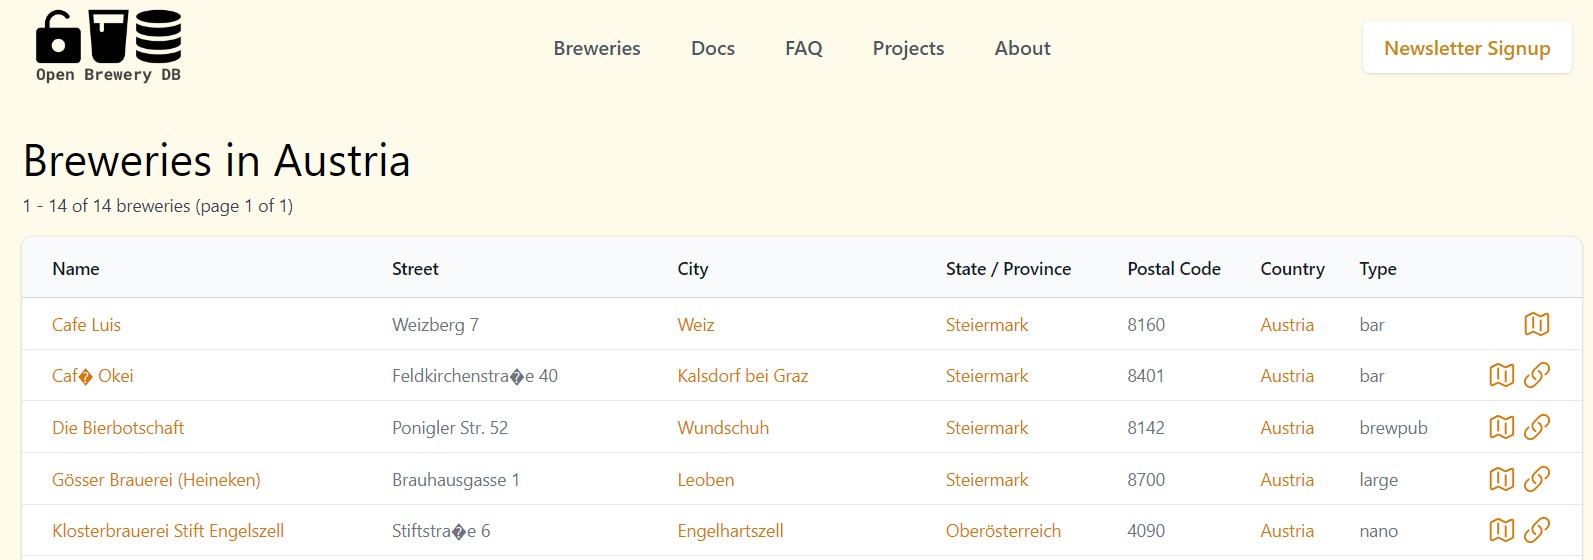 Open Brewery DB
Breweries Docs FAQ Projects About
Newsletter Signup
Breweries in Austria
1 - 14 of 14 breweries (page 1 of 1)
Name Street City State / Province Postal Code Country Type
Cafe Luis Weizberg 7 Weiz Steiermark 8160 Austria bar
Caf� Okei Feldkirchenstra�e 40 Kalsdorf bei Graz Steiermark 8401 Austria bar
Die Bierbotschaft Ponigler Str. 52 Wundschuh Steiermark 8142 Austria brewpub
Gösser Brauerei (Heineken) Brauhausgasse 1 Leoben Steiermark 8700 Austria large
Klosterbrauerei Stift Engelszell Stiftstra�e 6 Engelhartszell Oberösterreich 4090 Austria nano